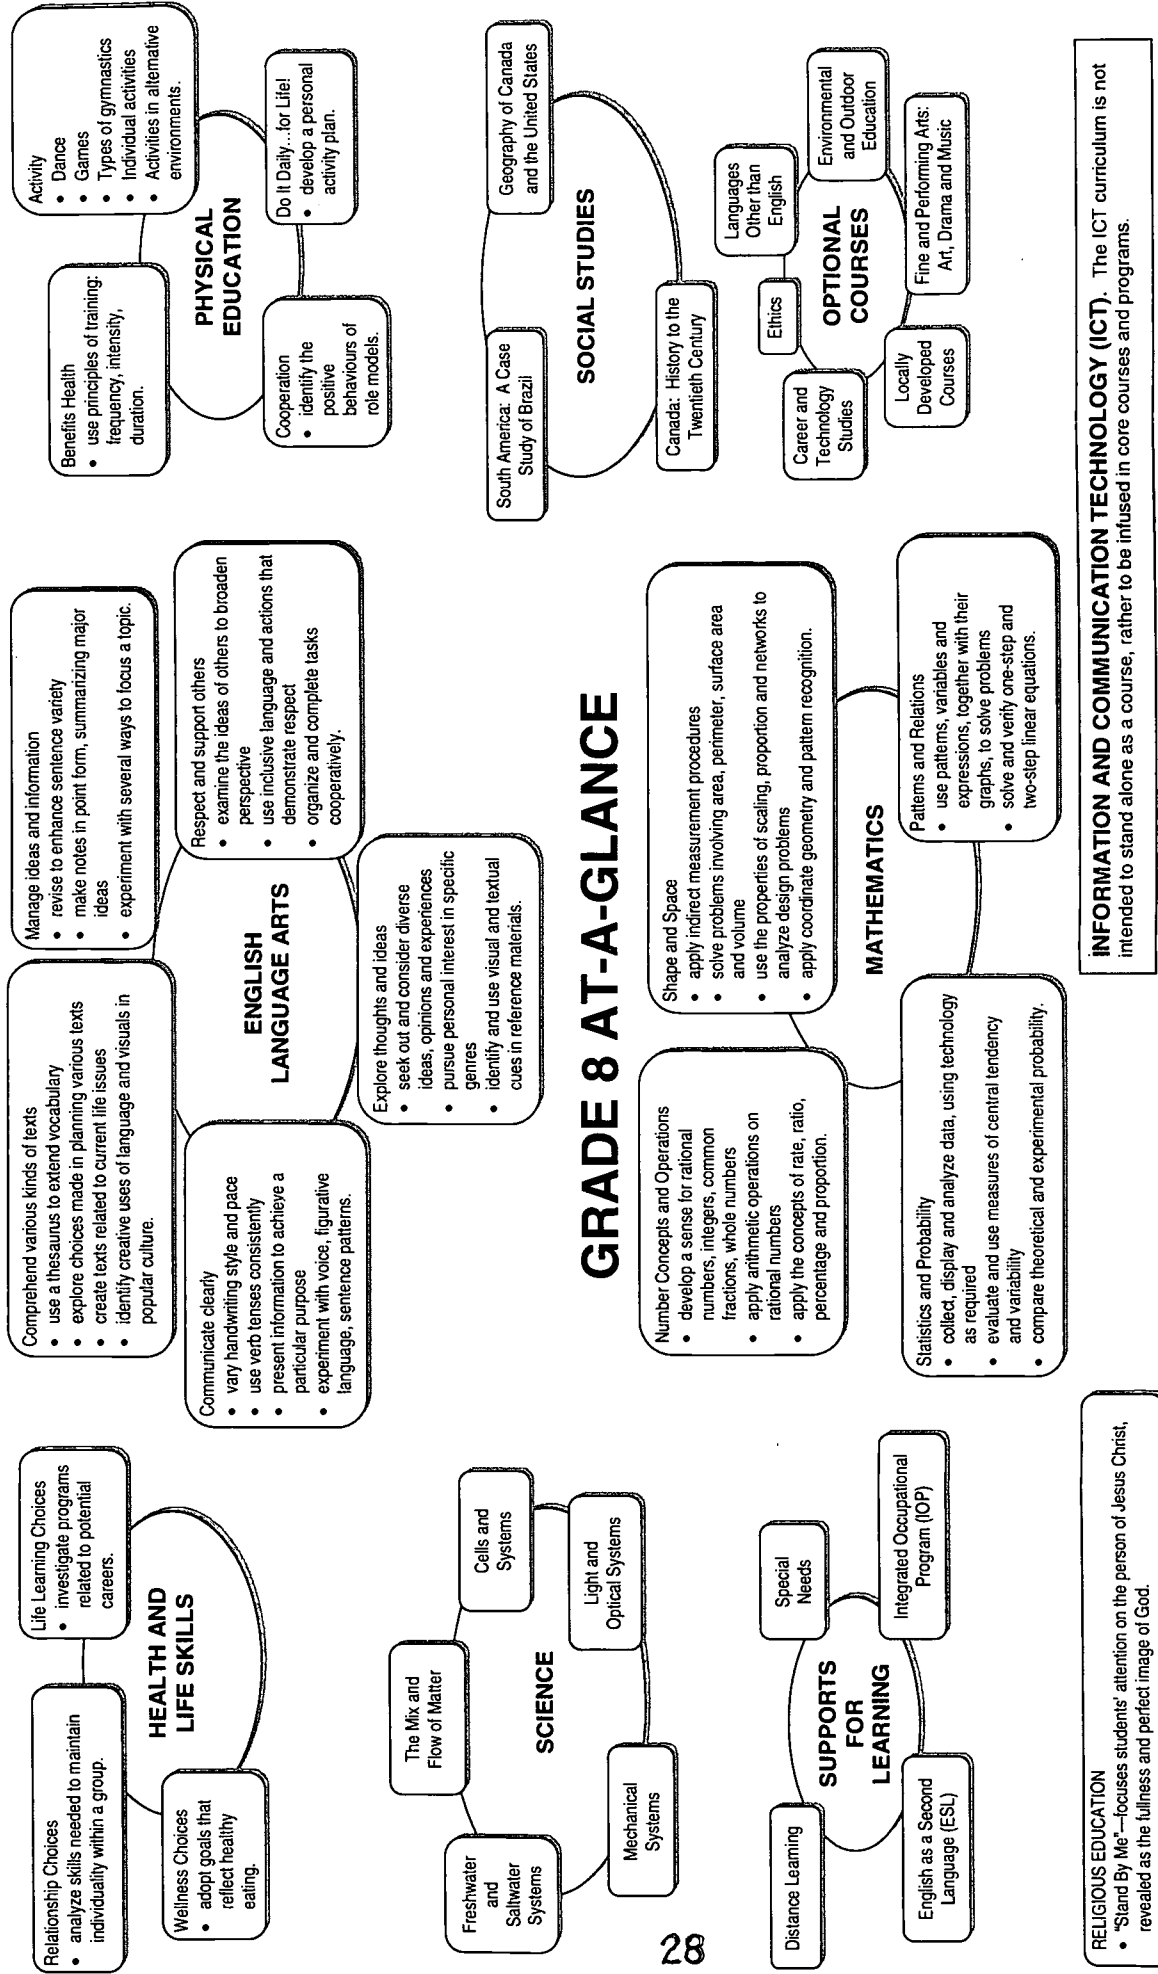 HEALTH AND
LIFE SKILLS
Relationship Choices
• analyze skills needed to maintain
individuality within a group.
Life Learning Choices
• investigate programs
related to potential
careers.
Wellness Choices
• adopt goals that
reflect healthy
eating.
ENGLISH
LANGUAGE ARTS
Comprehend various kinds of texts
• use a thesaurus to extend vocabulary
• explore choices made in planning various texts
• create texts related to current life issues
• identify creative uses of language and visuals in
popular culture.
Manage ideas and information
• revise to enhance sentence variety
• make notes in point form, summarizing major
ideas
• experiment with several ways to focus a topic.
Communicate clearly
• vary handwriting style and pace
• use verb tenses consistently
• present information to achieve a
particular purpose
• experiment with voice, figurative
language, sentence patterns.
Respect and support others
• examine the ideas of others to broaden
perspective
• use inclusive language and actions that
demonstrate respect
• organize and complete tasks
cooperatively.
Explore thoughts and ideas
• seek out and consider diverse
ideas, opinions and experiences
• pursue personal interest in specific
genres
• identify and use visual and textual
cues in reference materials.
PHYSICAL
EDUCATION
Benefits Health
• use principles of training:
frequency, intensity,
duration.
Activity
• Dance
• Games
• Types of gymnastics
• Individual activities
• Activities in alternative
environments.
Cooperation
• identify the
positive
behaviours of
role models.
Do It Daily...for Life!
• develop a personal
activity plan.
SCIENCE
The Mix and
Flow of Matter
Cells and
Systems
Freshwater
and
Saltwater
Systems
Light and
Optical Systems
Mechanical
Systems
GRADE 8 AT-A-GLANCE
SOCIAL STUDIES
South America: A Case
Study of Brazil
Geography of Canada
and the United States
Canada: History to the
Twentieth Century
28
SUPPORTS
FOR
LEARNING
Distance Learning
Special
Needs
English as a Second
Language (ESL)
Integrated Occupational
Program (IOP)
MATHEMATICS
Number Concepts and Operations
• develop a sense for rational
numbers, integers, common
fractions, whole numbers
• apply arithmetic operations on
rational numbers
• apply the concepts of rate, ratio,
percentage and proportion.
Shape and Space
• apply indirect measurement procedures
• solve problems involving area, perimeter, surface area
and volume
• use the properties of scaling, proportion and networks to
analyze design problems
• apply coordinate geometry and pattern recognition.
Statistics and Probability
• collect, display and analyze data, using technology
as required
• evaluate and use measures of central tendency
and variability
• compare theoretical and experimental probability.
Patterns and Relations
• use patterns, variables and
expressions, together with their
graphs, to solve problems
• solve and verify one-step and
two-step linear equations.
OPTIONAL
COURSES
Ethics
Languages
Other than
English
Career and
Technology
Studies
Environmental
and Outdoor
Education
Locally
Developed
Courses
Fine and Performing Arts:
Art, Drama and Music
RELIGIOUS EDUCATION
• "Stand By Me"—focuses students' attention on the person of Jesus Christ,
revealed as the fullness and perfect image of God.
INFORMATION AND COMMUNICATION TECHNOLOGY (ICT). The ICT curriculum is not
intended to stand alone as a course, rather to be infused in core courses and programs.